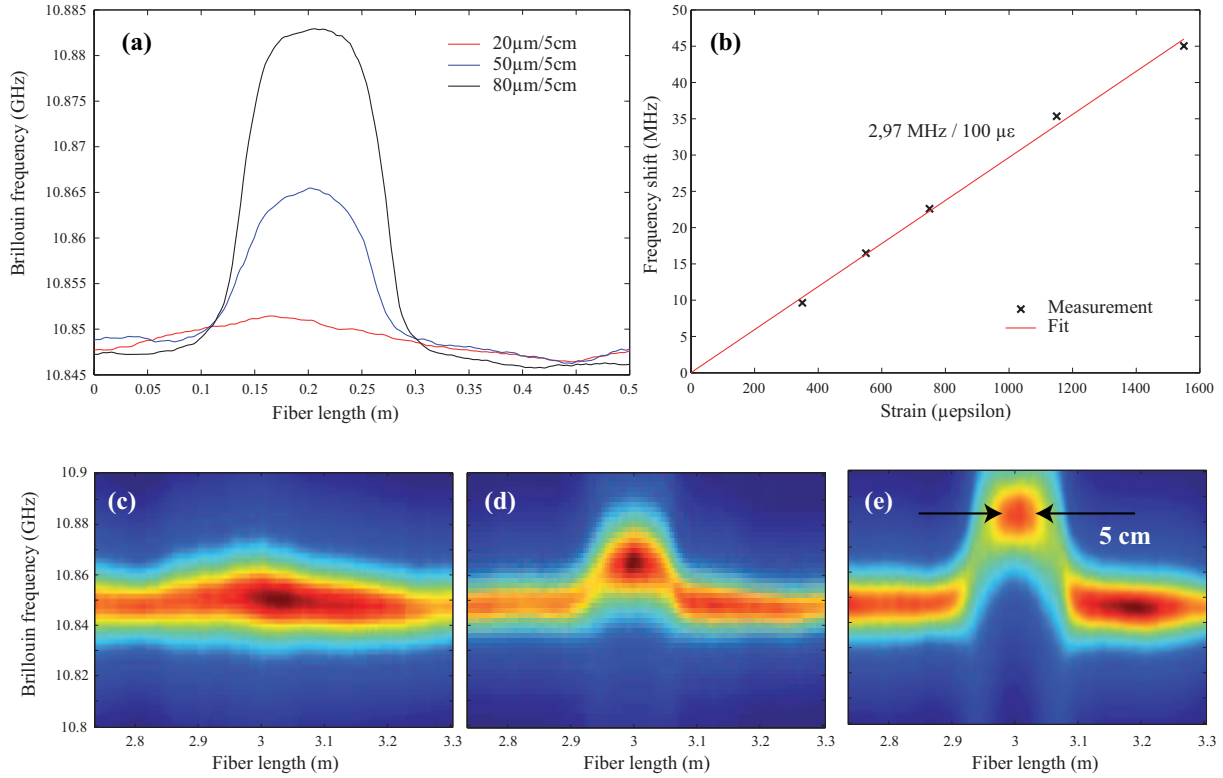 (a)
20µm/5cm
50µm/5cm
80µm/5cm
Brillouin frequency (GHz)
10.885
10.88
10.875
10.87
10.865
10.86
10.855
10.85
10.845
0 0.05 0.1 0.15 0.2 0.25 0.3 0.35 0.4 0.45 0.5
Fiber length (m)
(b)
Frequency shift (MHz)
50
45
40
35
30
25
20
15
10
5
0
2,97 MHz / 100 µε
Measurement
Fit
0 200 400 600 800 1000 1200 1400 1600
Strain (µepsilon)
Brillouin frequency (GHz)
10.9
10.88
10.86
10.84
10.82
10.8
(c)
2.8 2.9 3 3.1 3.2 3.3
Fiber length (m)
(d)
2.8 2.9 3 3.1 3.2 3.3
Fiber length (m)
(e)
5 cm
2.8 2.9 3 3.1 3.2 3.3
Fiber length (m)